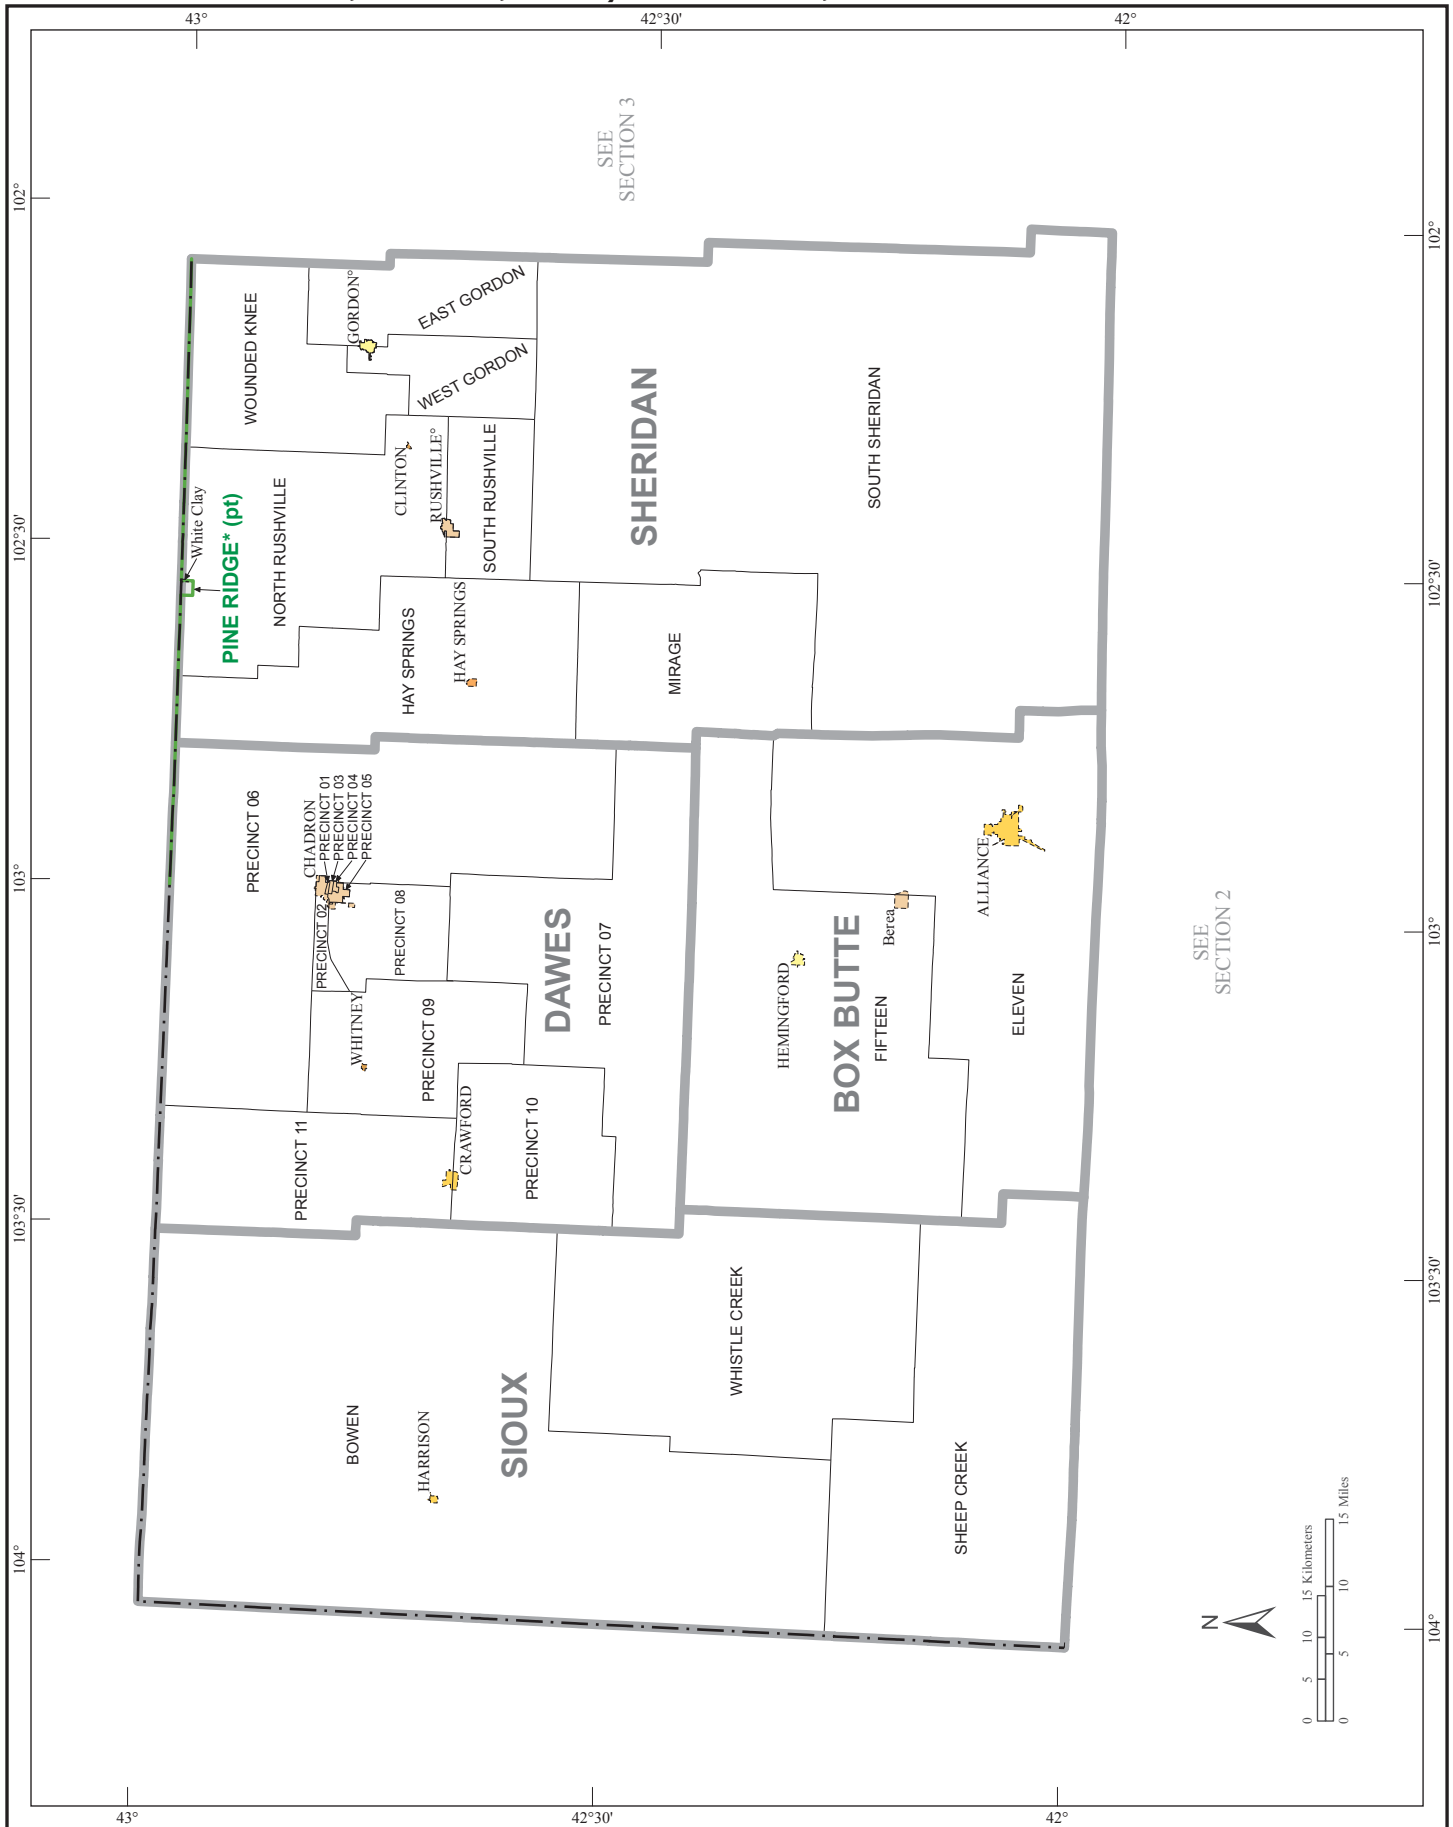 43°
42°30'
42°
102°
102°
SEE
SECTION 3
WOUNDED KNEE
GORDON°
EAST GORDON
WEST GORDON
SHERIDAN
SOUTH SHERIDAN
CLINTON
RUSHVILLE°
SOUTH RUSHVILLE
White Clay
PINE RIDGE* (pt)
NORTH RUSHVILLE
102°30'
102°30'
HAY SPRINGS
HAY SPRINGS
MIRAGE
PRECINCT 06
CHADRON
PRECINCT 01
PRECINCT 03
PRECINCT 04
PRECINCT 05
PRECINCT 02
PRECINCT 08
103°
103°
DAWES
PRECINCT 07
ALLIANCE
Berea
HEMINGFORD
BOX BUTTE
FIFTEEN
ELEVEN
SEE
SECTION 2
WHITNEY
PRECINCT 09
CRAWFORD
PRECINCT 10
PRECINCT 11
103°30'
103°30'
WHISTLE CREEK
BOWEN
HARRISON
SIOUX
SHEEP CREEK
104°
104°
N
0 5 10 15 Kilometers
0 5 10 15 Miles
43°
42°30'
42°